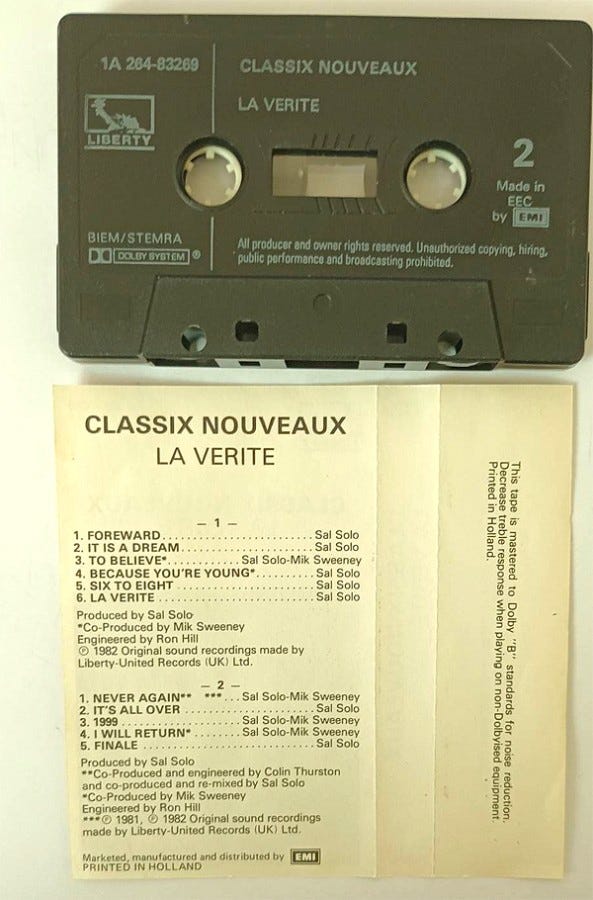 1A 264-83269
CLASSIX NOUVEAUX
LA VERITE
LIBERTY
2
Made in
EEC
by EMI
BIEM/STEMRA
DOLBY SYSTEM ®
All producer and owner rights reserved. Unauthorized copying, hiring,
public performance and broadcasting prohibited.
CLASSIX NOUVEAUX
LA VERITE
— 1 —
1. FOREWARD.......................Sal Solo
2. IT IS A DREAM....................Sal Solo
3. TO BELIEVE*...........Sal Solo-Mik Sweeney
4. BECAUSE YOU'RE YOUNG*..........Sal Solo
5. SIX TO EIGHT.....................Sal Solo
6. LA VERITE........................Sal Solo
Produced by Sal Solo
*Co-Produced by Mik Sweeney
Engineered by Ron Hill
℗ 1982 Original sound recordings made by
Liberty-United Records (UK) Ltd.
— 2 —
1. NEVER AGAIN** ***...Sal Solo-Mik Sweeney
2. IT'S ALL OVER....................Sal Solo
3. 1999..................Sal Solo-Mik Sweeney
4. I WILL RETURN*.......Sal Solo-Mik Sweeney
5. FINALE...........................Sal Solo
Produced by Sal Solo
**Co-Produced and engineered by Colin Thurston
and co-produced and re-mixed by Sal Solo
*Co-Produced by Mik Sweeney
Engineered by Ron Hill
***℗ 1981, ℗ 1982 Original sound recordings
made by Liberty-United Records (UK) Ltd.
Marketed, manufactured and distributed by EMI
PRINTED IN HOLLAND
This tape is mastered to Dolby "B" standards for noise reduction.
Decrease treble response when playing on non-Dolbyised equipment.
Printed in Holland.